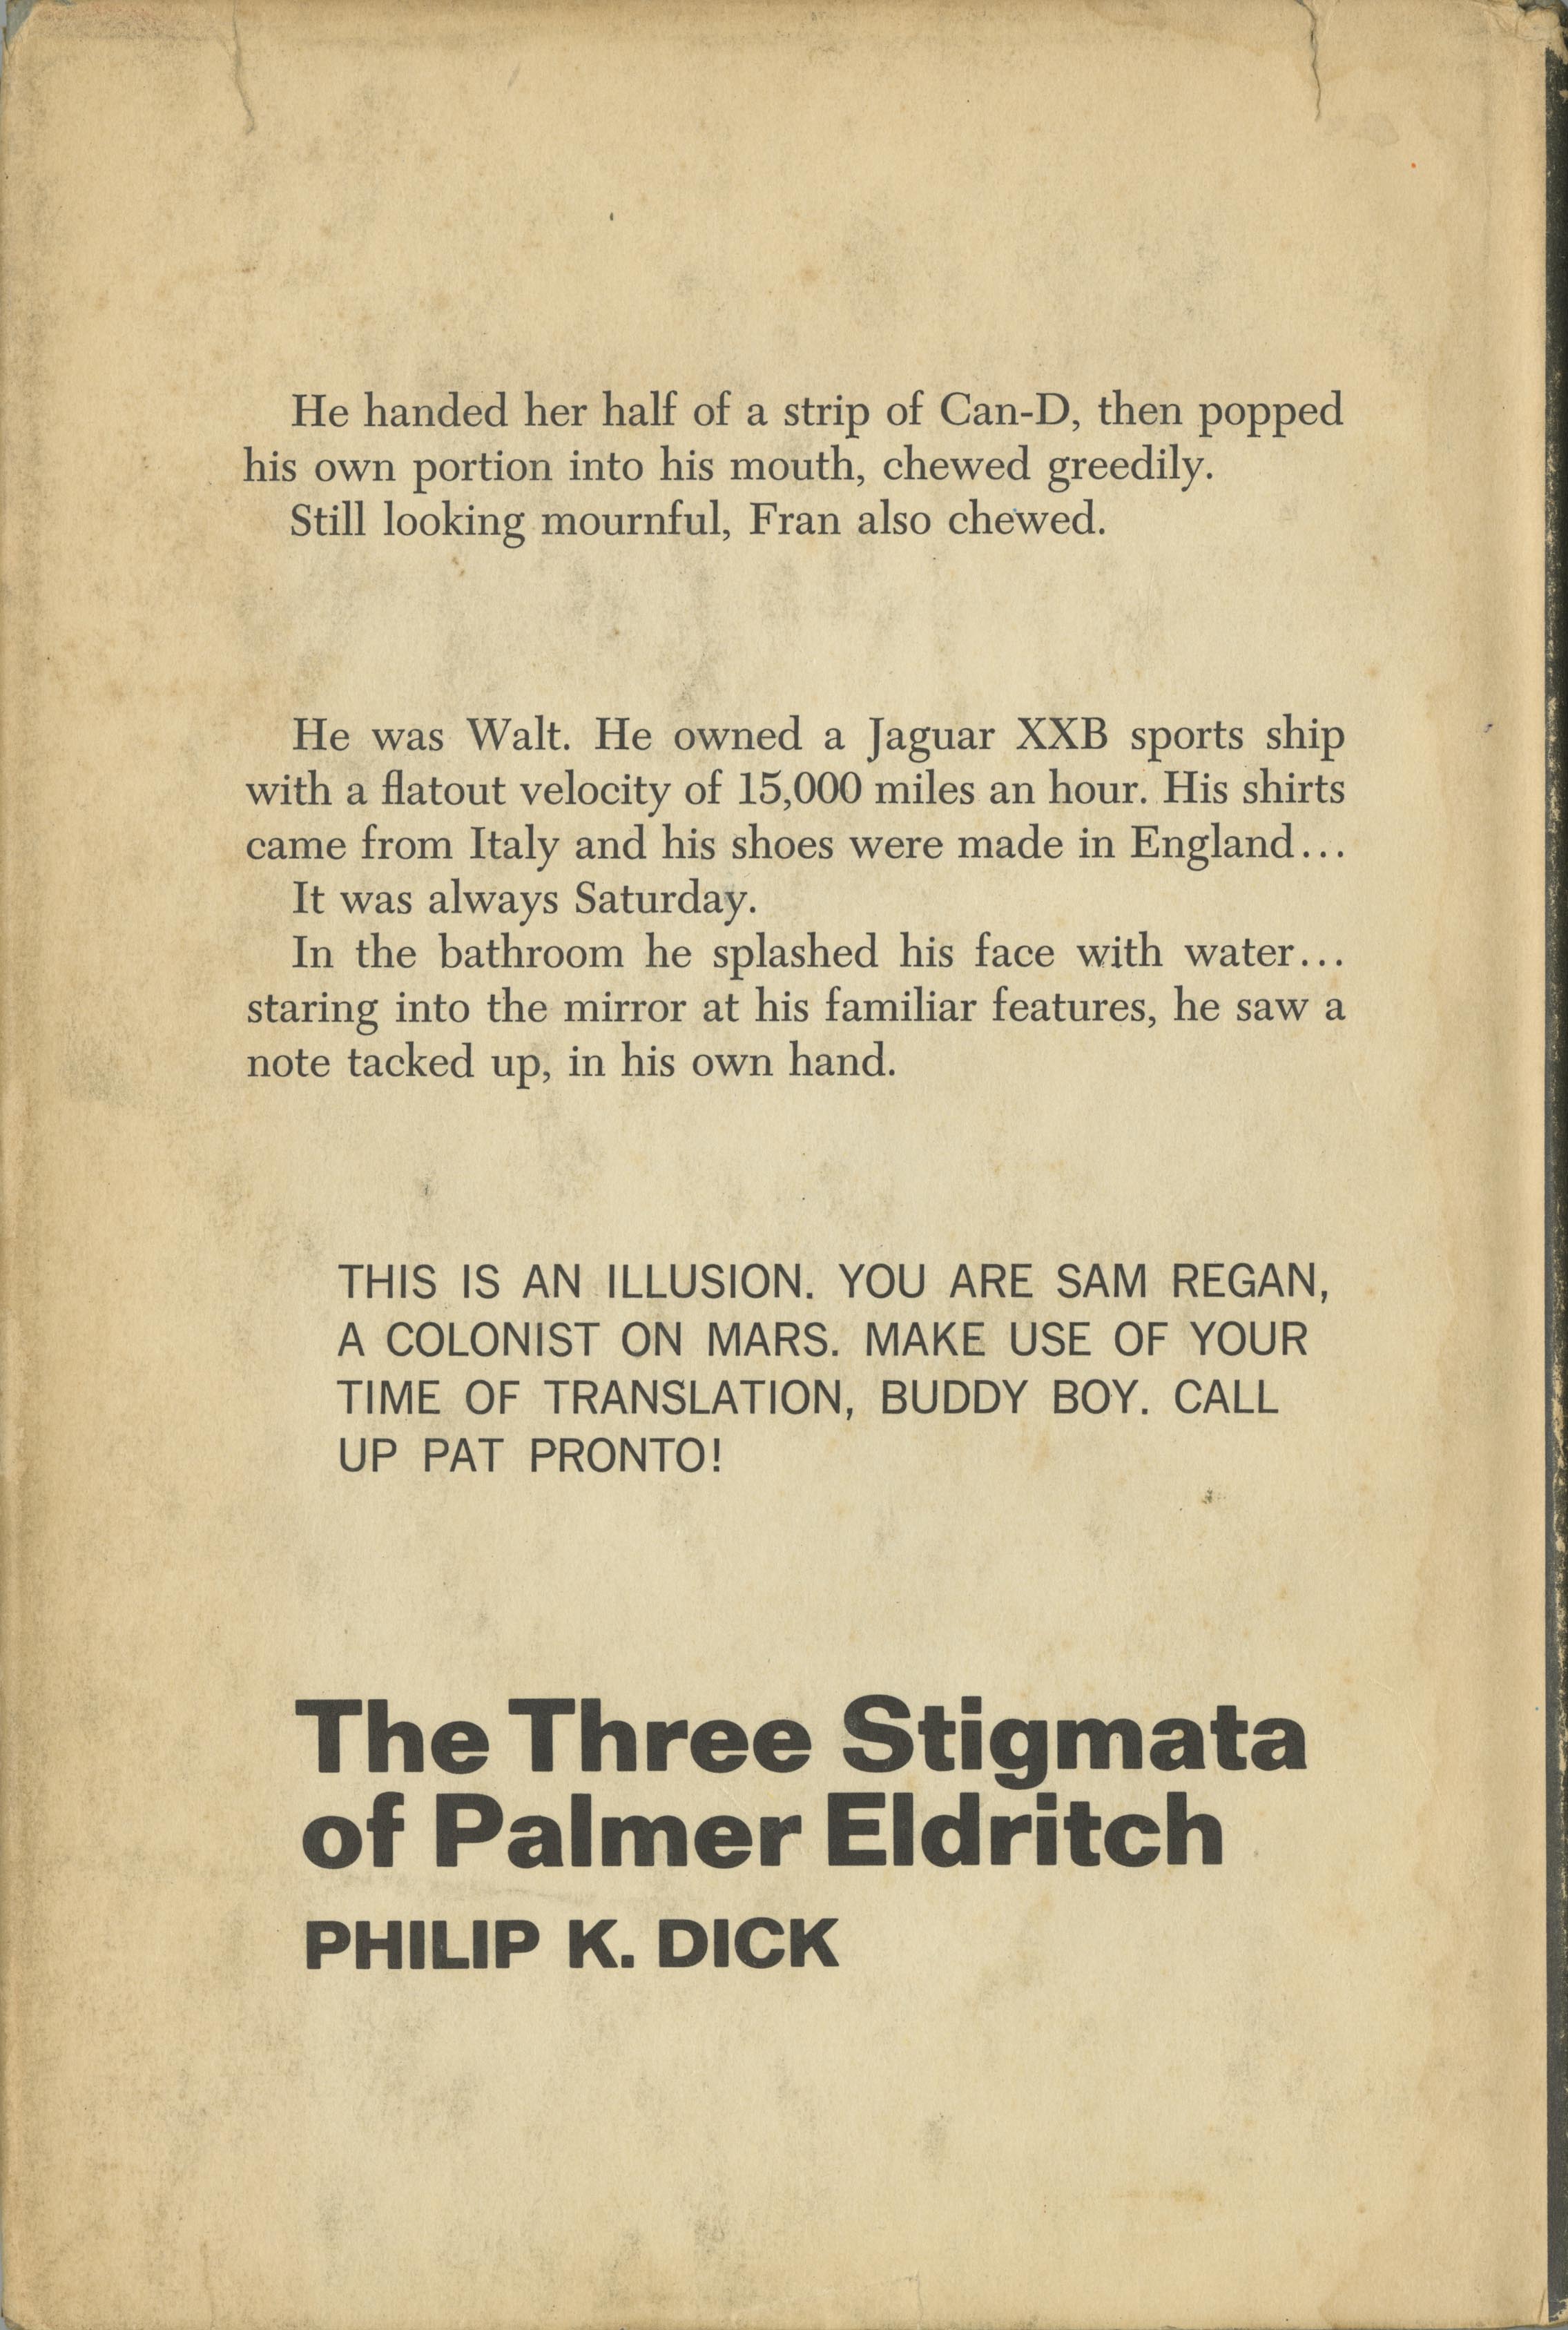 He handed her half of a strip of Can-D, then popped
his own portion into his mouth, chewed greedily.
Still looking mournful, Fran also chewed.
He was Walt. He owned a Jaguar XXB sports ship
with a flatout velocity of 15,000 miles an hour. His shirts
came from Italy and his shoes were made in England...
It was always Saturday.
In the bathroom he splashed his face with water...
staring into the mirror at his familiar features, he saw a
note tacked up, in his own hand.
THIS IS AN ILLUSION. YOU ARE SAM REGAN,
A COLONIST ON MARS. MAKE USE OF YOUR
TIME OF TRANSLATION, BUDDY BOY. CALL
UP PAT PRONTO!
The Three Stigmata
of Palmer Eldritch
PHILIP K. DICK